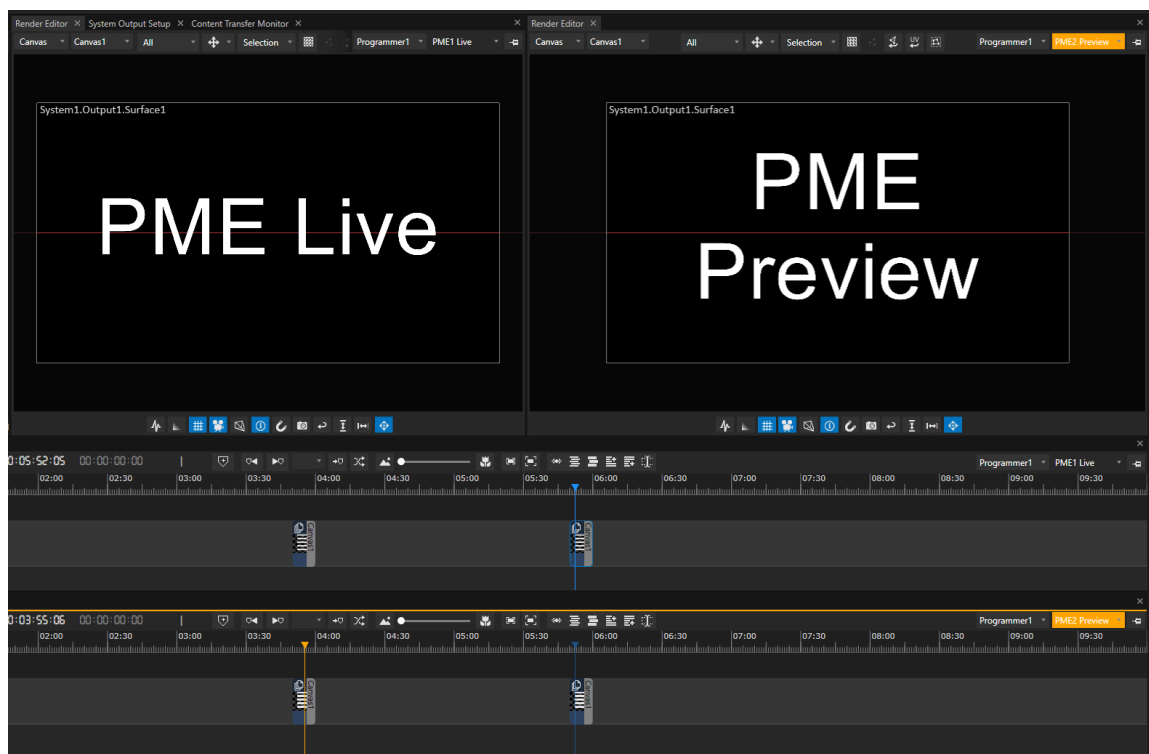 Render Editor × System Output Setup × Content Transfer Monitor ×
Canvas Canvas1 All Selection Programmer1 PME1 Live
System1.Output1.Surface1
PME Live
Render Editor ×
Canvas Canvas1 All Selection UV Programmer1 PME2 Preview
System1.Output1.Surface1
PME
Preview
0:05:52:05 00:00:00:00 Programmer1 PME1 Live
02:00 02:30 03:00 03:30 04:00 04:30 05:00 05:30 06:00 06:30 07:00 07:30 08:00 08:30 09:00 09:30
Canvas1 Canvas1
0:03:55:06 00:00:00:00 Programmer1 PME2 Preview
02:00 02:30 03:00 03:30 04:00 04:30 05:00 05:30 06:00 06:30 07:00 07:30 08:00 08:30 09:00 09:30
Canvas1 Canvas1